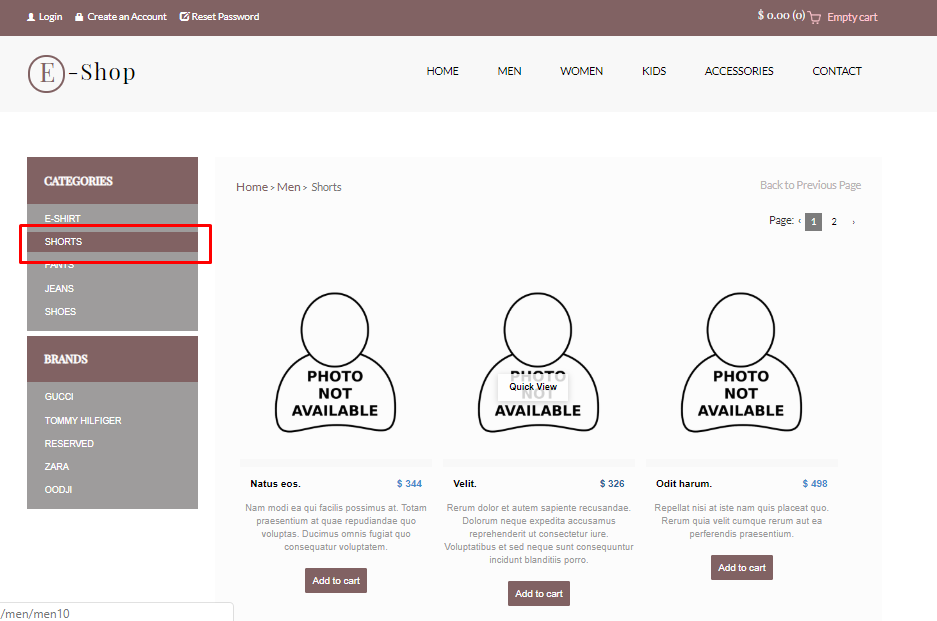 Login Create an Account Reset Password $ 0.00 (0) Empty cart
E-Shop HOME MEN WOMEN KIDS ACCESSORIES CONTACT
CATEGORIES
E-SHIRT
SHORTS
PANTS
JEANS
SHOES
BRANDS
GUCCI
TOMMY HILFIGER
RESERVED
ZARA
OODJI
Home > Men > Shorts Back to Previous Page
Page: ‹ 1 2 ›
PHOTO
NOT
AVAILABLE
PHOTO
Quick View
NOT
AVAILABLE
PHOTO
NOT
AVAILABLE
Natus eos. $ 344
Nam modi ea qui facilis possimus at. Totam
praesentium at quae repudiandae quo
voluptas. Ducimus omnis fugiat quo
consequatur voluptatem.
Add to cart
Velit. $ 326
Rerum dolor et autem sapiente recusandae.
Dolorum neque expedita accusamus
reprehenderit ut consectetur iure.
Voluptatibus et sed neque sunt consequuntur
incidunt blanditiis porro.
Add to cart
Odit harum. $ 498
Repellat nisi at iste nam quis placeat quo.
Rerum quia velit cumque rerum aut ea
perferendis praesentium.
Add to cart
/men/men10